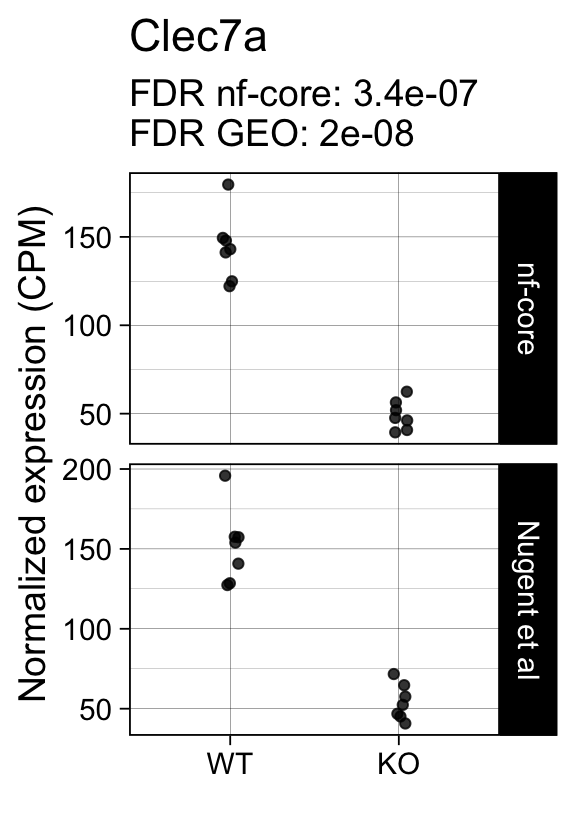 Clec7a
FDR nf-core: 3.4e-07
FDR GEO: 2e-08
Normalized expression (CPM)
150
100
50
nf-core
200
150
100
50
Nugent et al
WT
KO